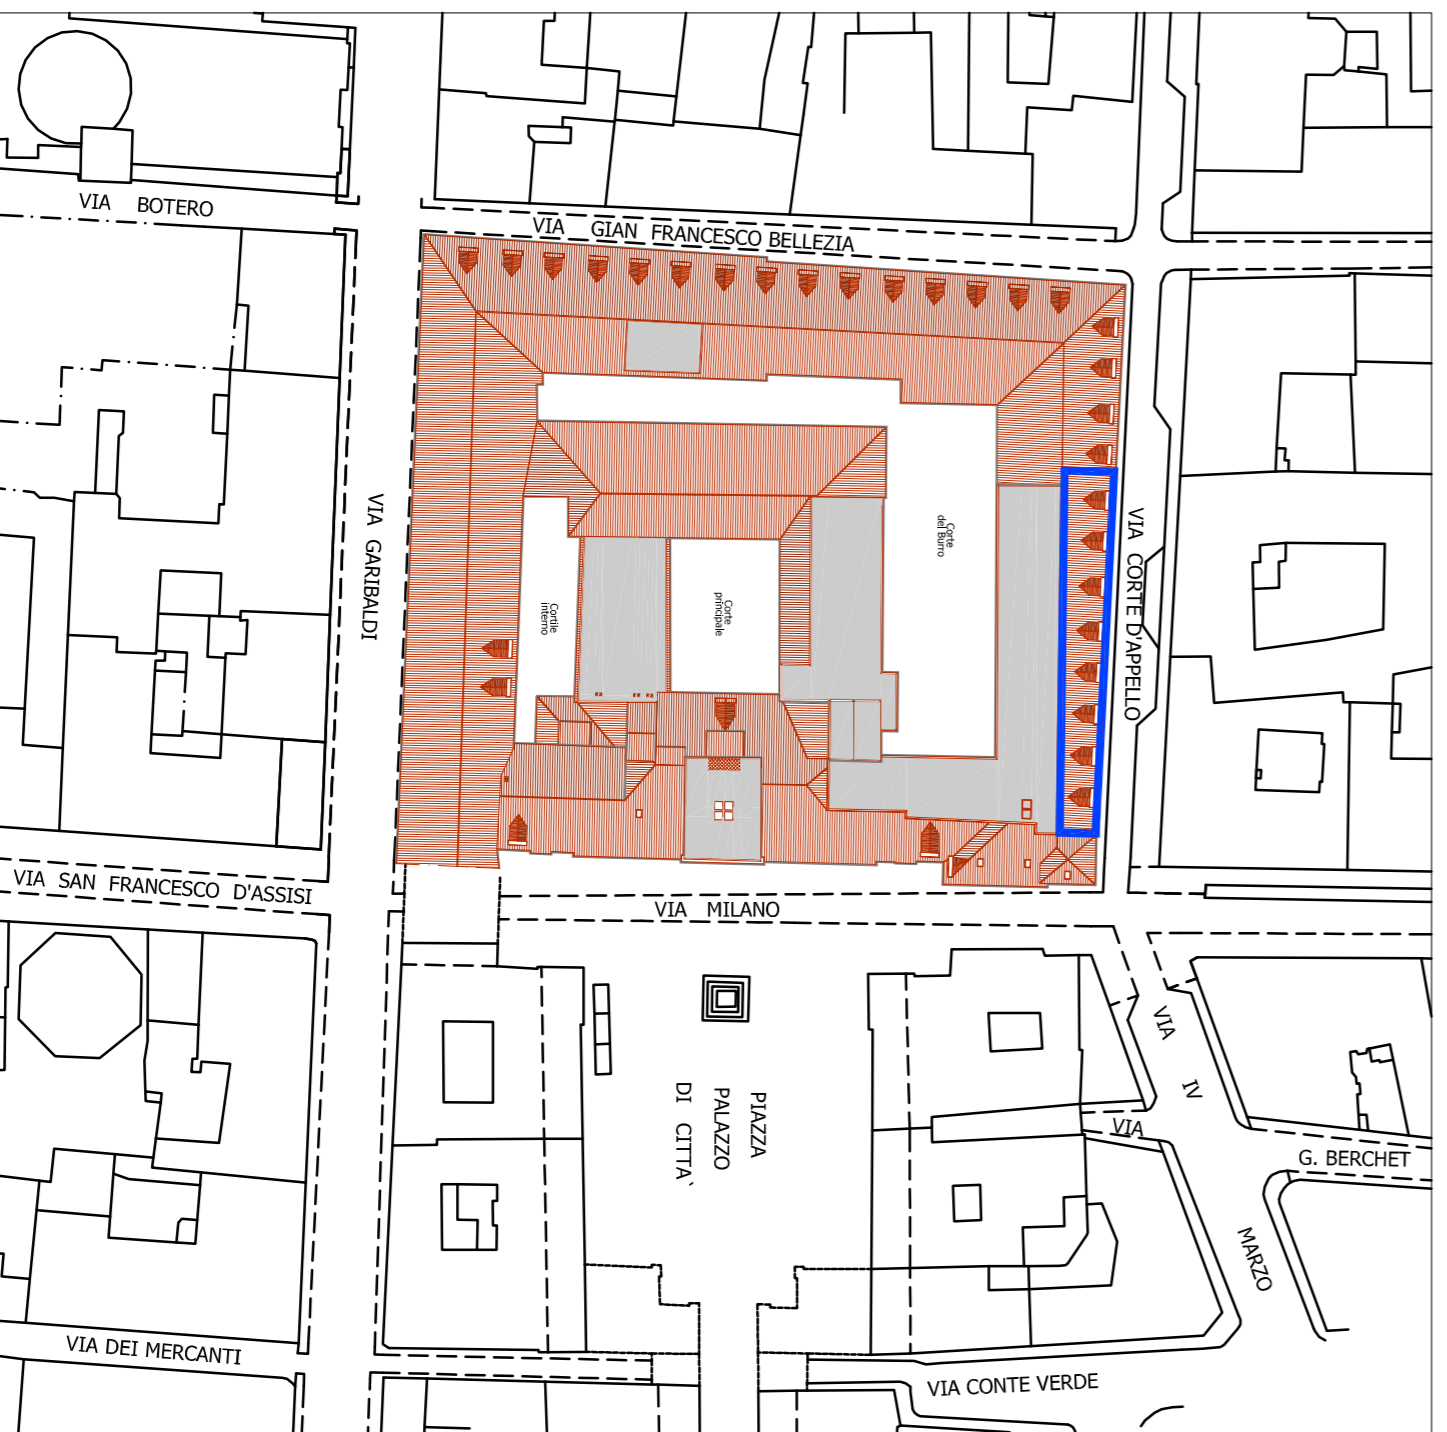 VIA BOTERO
VIA GIAN FRANCESCO BELLEZIA
VIA GARIBALDI
Corte
del Burro
VIA CORTE D'APPELLO
Cortile
interno
Corte
principale
VIA SAN FRANCESCO D'ASSISI
VIA MILANO
VIA IV MARZO
PIAZZA
PALAZZO
DI CITTA`
VIA
G. BERCHET
VIA DEI MERCANTI
VIA CONTE VERDE